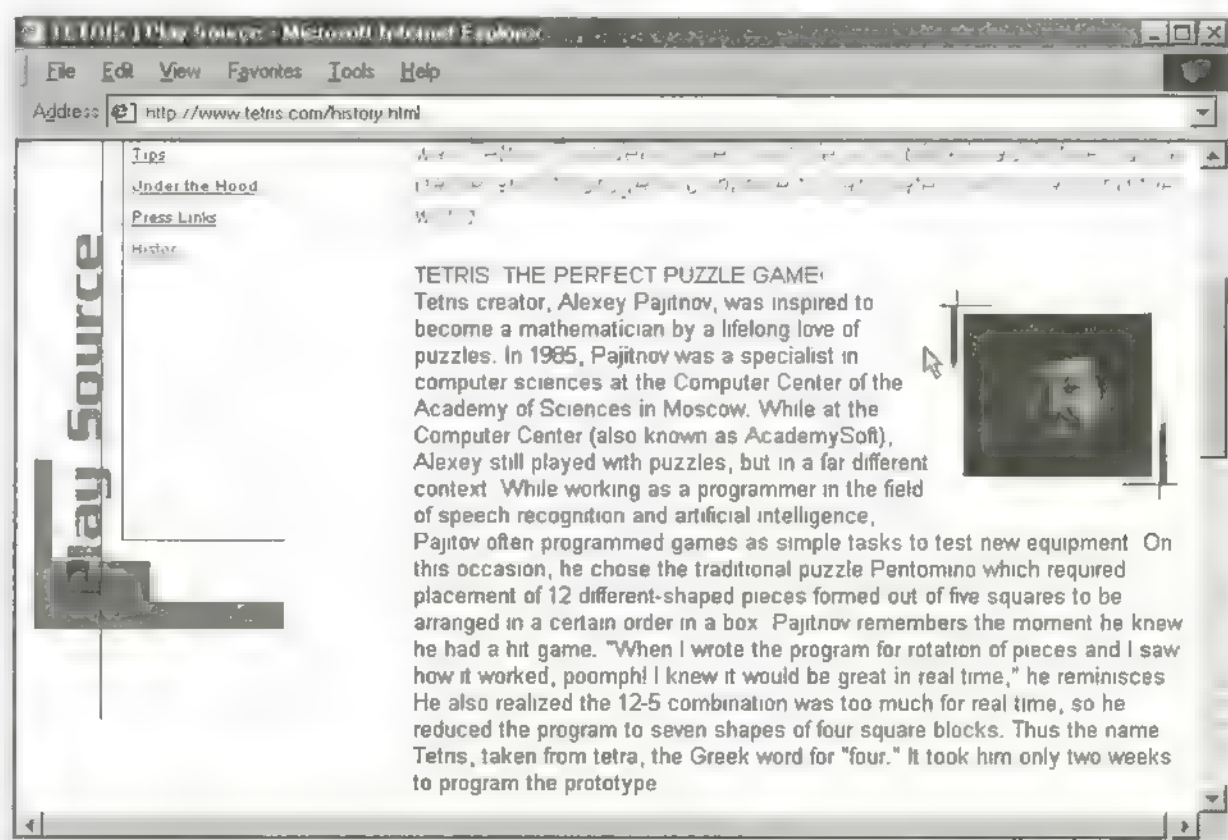 TETRIS | Play Source - Microsoft Internet Explorer
File Edit View Favorites Tools Help
Address http://www.tetris.com/history.html
Tips
Under the Hood
Press Links
History
Play Source
TETRIS THE PERFECT PUZZLE GAME!
Tetris creator, Alexey Pajitnov, was inspired to
become a mathematician by a lifelong love of
puzzles. In 1985, Pajitnov was a specialist in
computer sciences at the Computer Center of the
Academy of Sciences in Moscow. While at the
Computer Center (also known as AcademySoft),
Alexey still played with puzzles, but in a far different
context While working as a programmer in the field
of speech recognition and artificial intelligence,
Pajitov often programmed games as simple tasks to test new equipment On
this occasion, he chose the traditional puzzle Pentomino which required
placement of 12 different-shaped pieces formed out of five squares to be
arranged in a certain order in a box Pajitnov remembers the moment he knew
he had a hit game. "When I wrote the program for rotation of pieces and I saw
how it worked, poomph! I knew it would be great in real time," he reminisces
He also realized the 12-5 combination was too much for real time, so he
reduced the program to seven shapes of four square blocks. Thus the name
Tetris, taken from tetra, the Greek word for "four." It took him only two weeks
to program the prototype